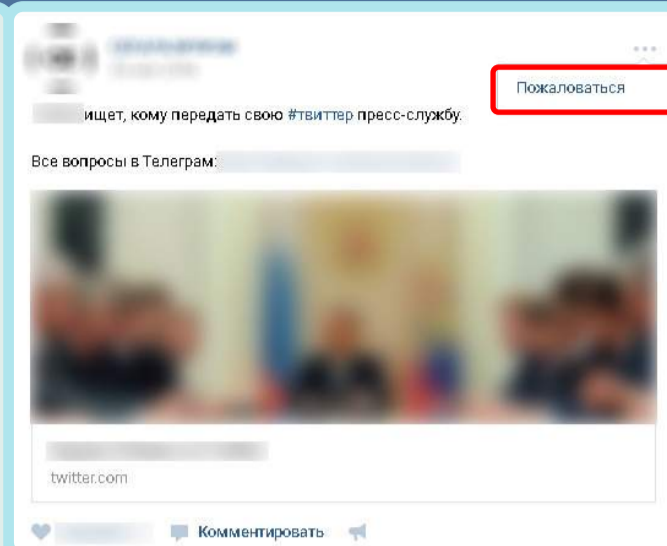 Пожаловаться
ищет, кому передать свою #твиттер пресс-службу.
Все вопросы в Телеграм:
twitter.com
Комментировать